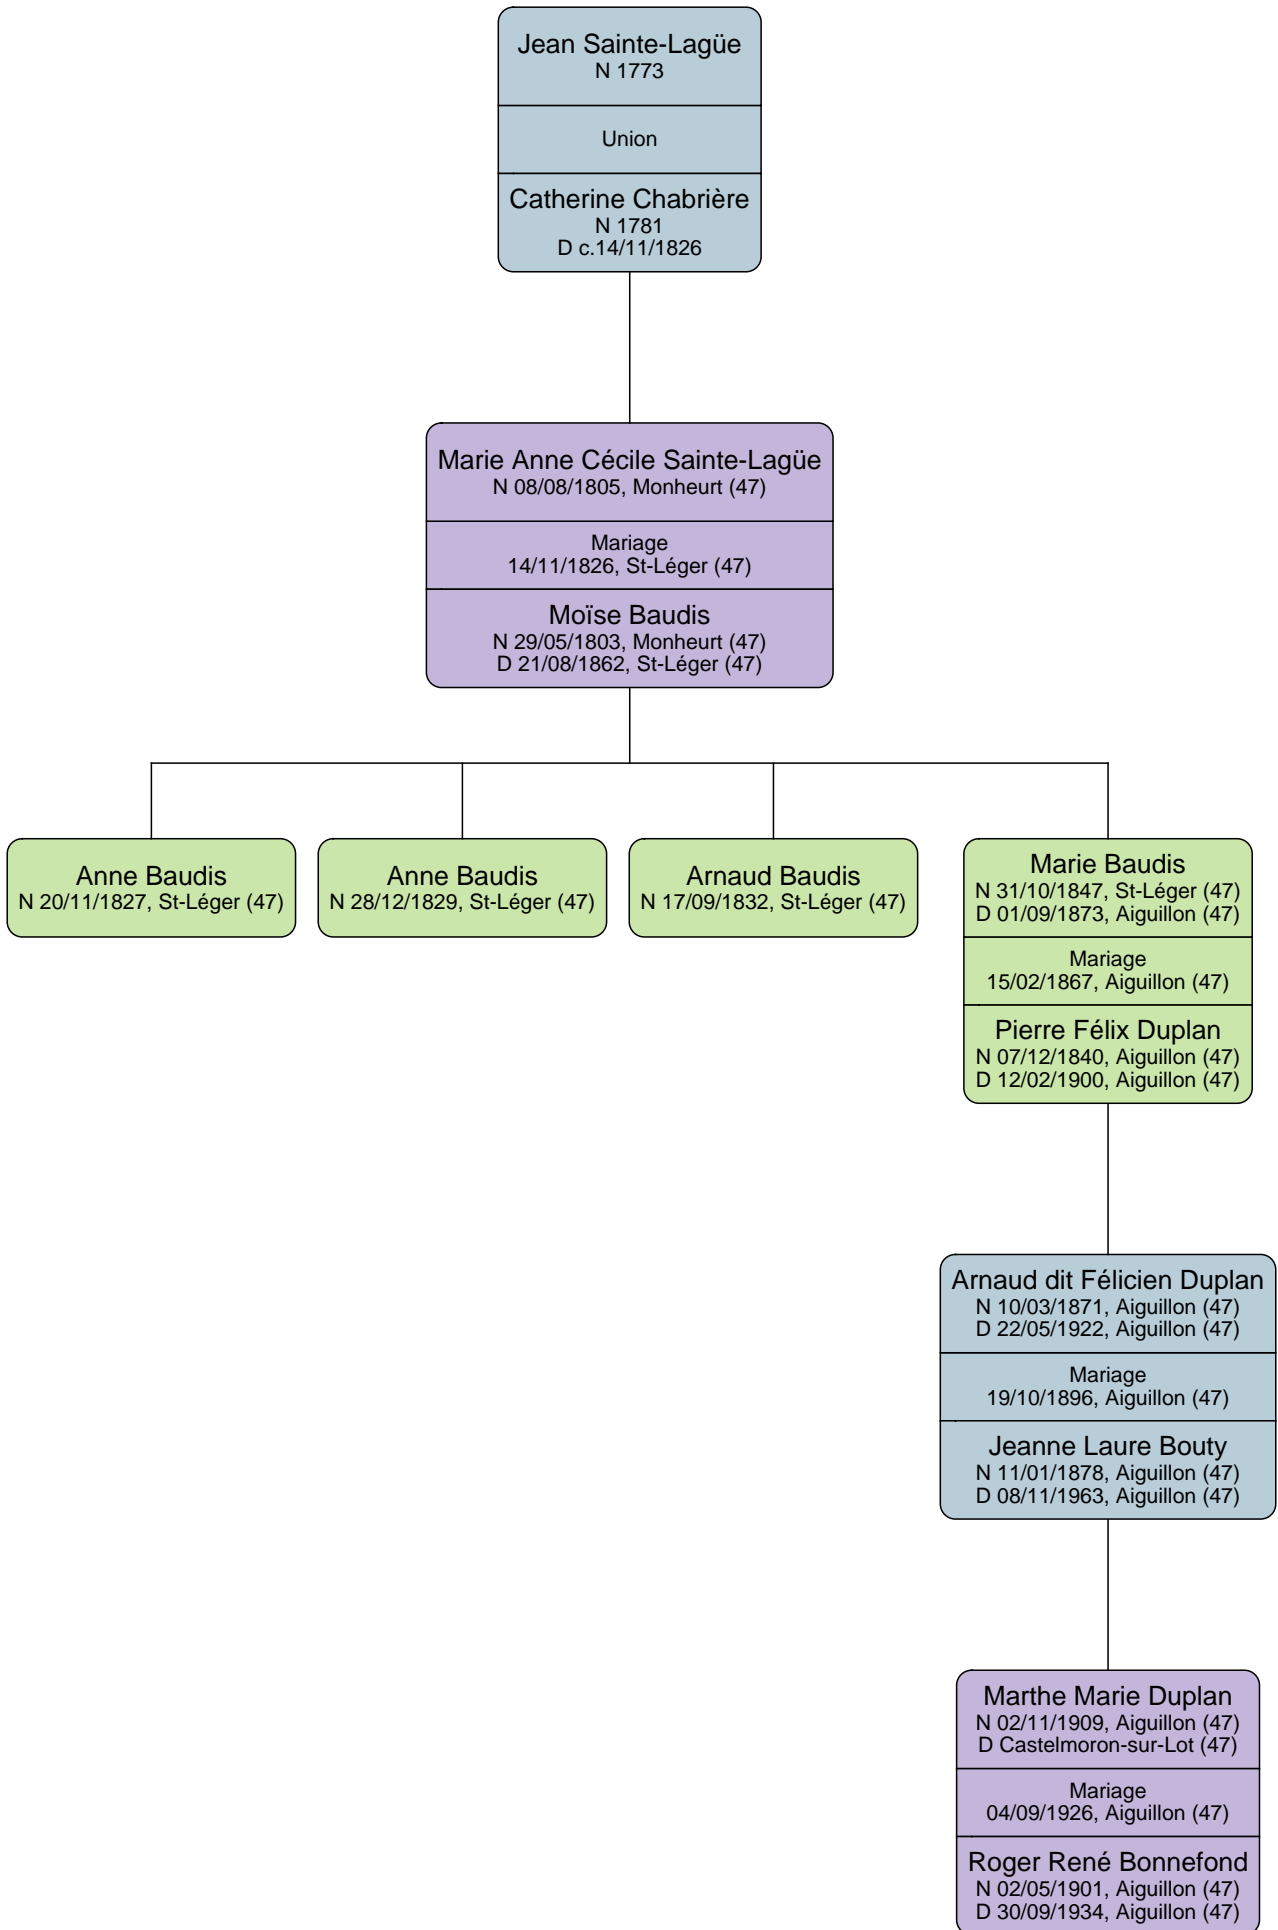 Jean Sainte-Lagüe
N 1773
Union
Catherine Chabrière
N 1781
D c.14/11/1826
Marie Anne Cécile Sainte-Lagüe
N 08/08/1805, Monheurt (47)
Mariage
14/11/1826, St-Léger (47)
Moïse Baudis
N 29/05/1803, Monheurt (47)
D 21/08/1862, St-Léger (47)
Anne Baudis
N 20/11/1827, St-Léger (47)
Anne Baudis
N 28/12/1829, St-Léger (47)
Arnaud Baudis
N 17/09/1832, St-Léger (47)
Marie Baudis
N 31/10/1847, St-Léger (47)
D 01/09/1873, Aiguillon (47)
Mariage
15/02/1867, Aiguillon (47)
Pierre Félix Duplan
N 07/12/1840, Aiguillon (47)
D 12/02/1900, Aiguillon (47)
Arnaud dit Félicien Duplan
N 10/03/1871, Aiguillon (47)
D 22/05/1922, Aiguillon (47)
Mariage
19/10/1896, Aiguillon (47)
Jeanne Laure Bouty
N 11/01/1878, Aiguillon (47)
D 08/11/1963, Aiguillon (47)
Marthe Marie Duplan
N 02/11/1909, Aiguillon (47)
D Castelmoron-sur-Lot (47)
Mariage
04/09/1926, Aiguillon (47)
Roger René Bonnefond
N 02/05/1901, Aiguillon (47)
D 30/09/1934, Aiguillon (47)